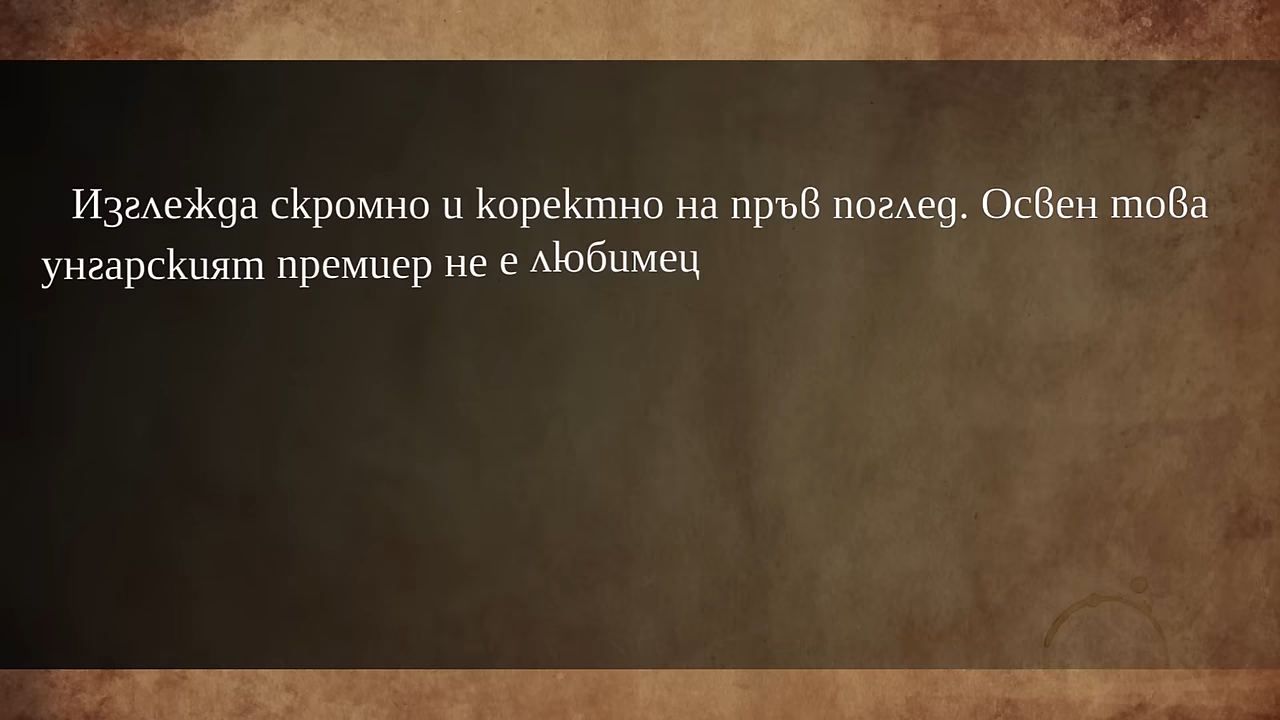 Изглежда скромно и коректно на пръв поглед. Освен това
унгарският премиер не е любимец